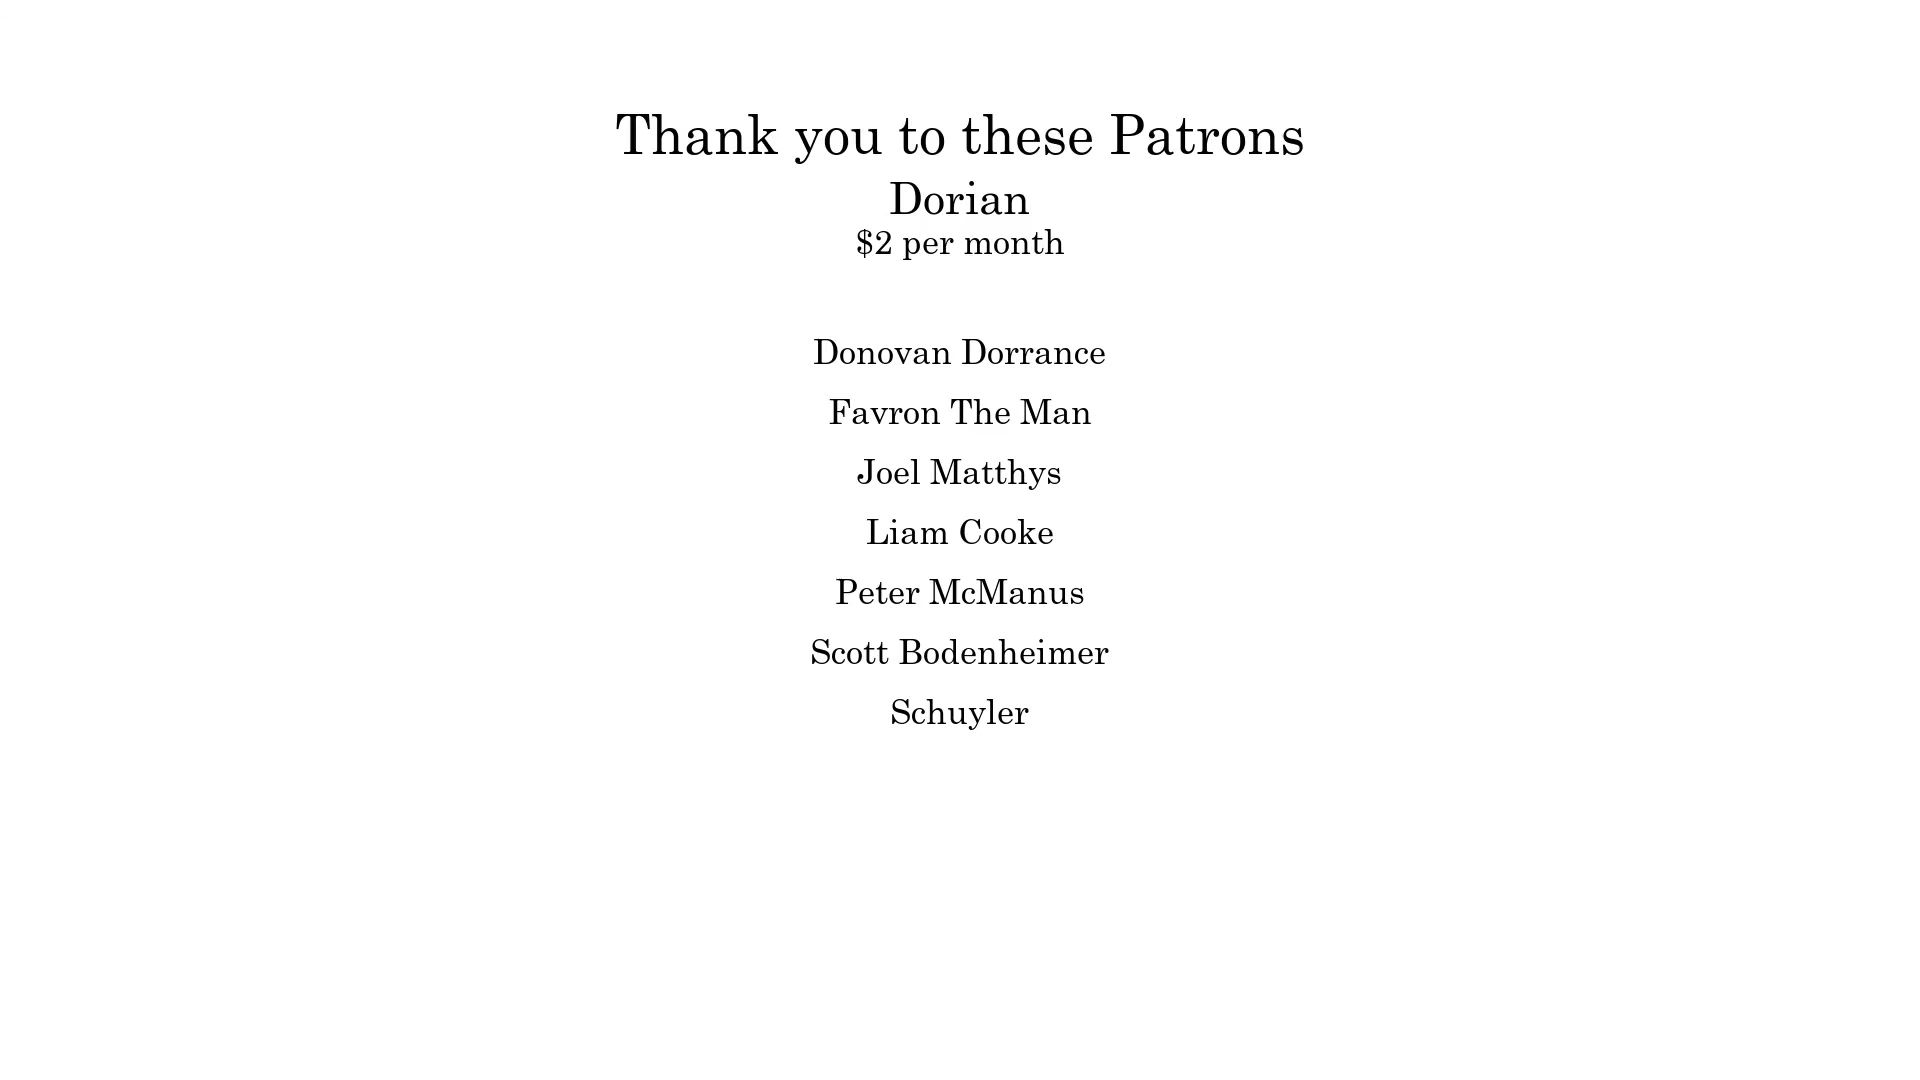 Thank you to these Patrons
Dorian
$2 per month
Donovan Dorrance
Favron The Man
Joel Matthys
Liam Cooke
Peter McManus
Scott Bodenheimer
Schuyler